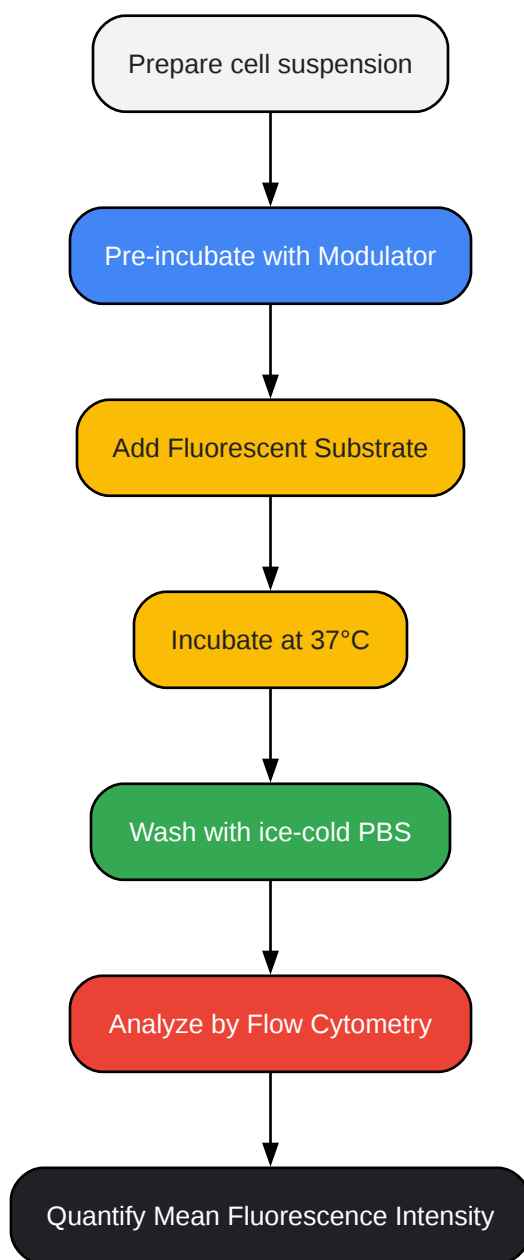 Prepare cell suspension
Pre-incubate with Modulator
Add Fluorescent Substrate
Incubate at 37°C
Wash with ice-cold PBS
Analyze by Flow Cytometry
Quantify Mean Fluorescence Intensity